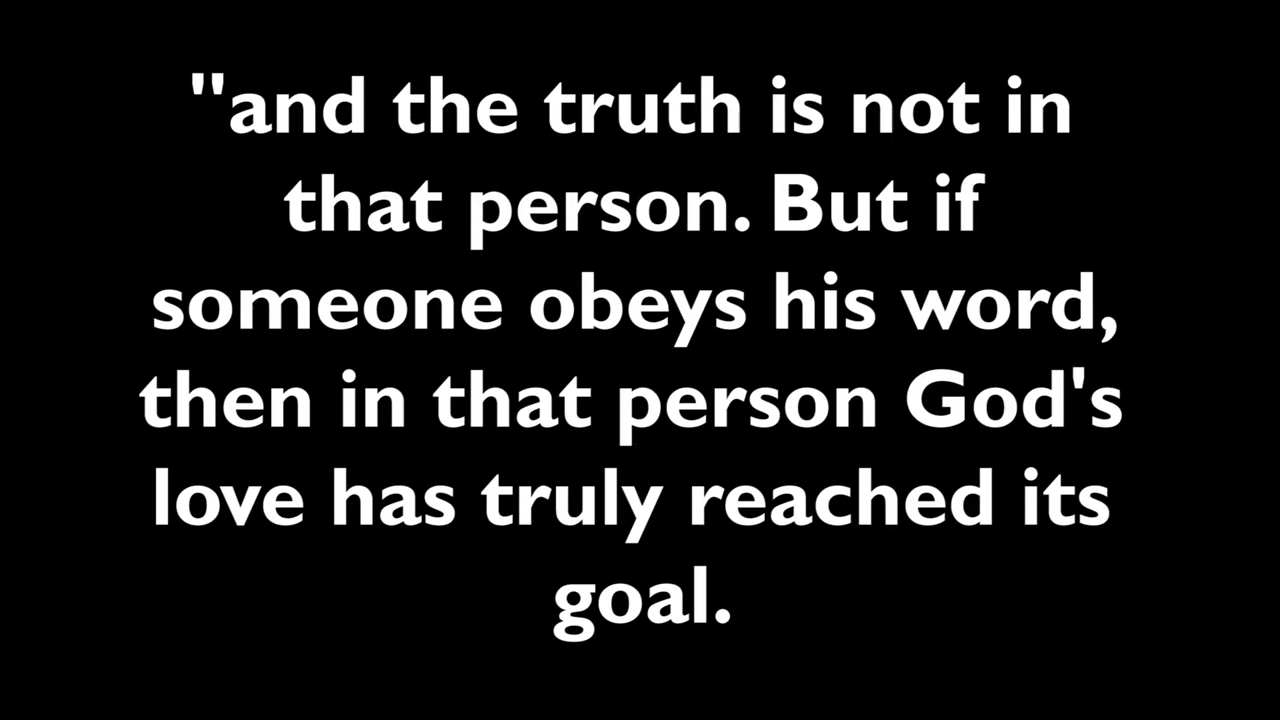 "and the truth is not in
that person. But if
someone obeys his word,
then in that person God's
love has truly reached its
goal.